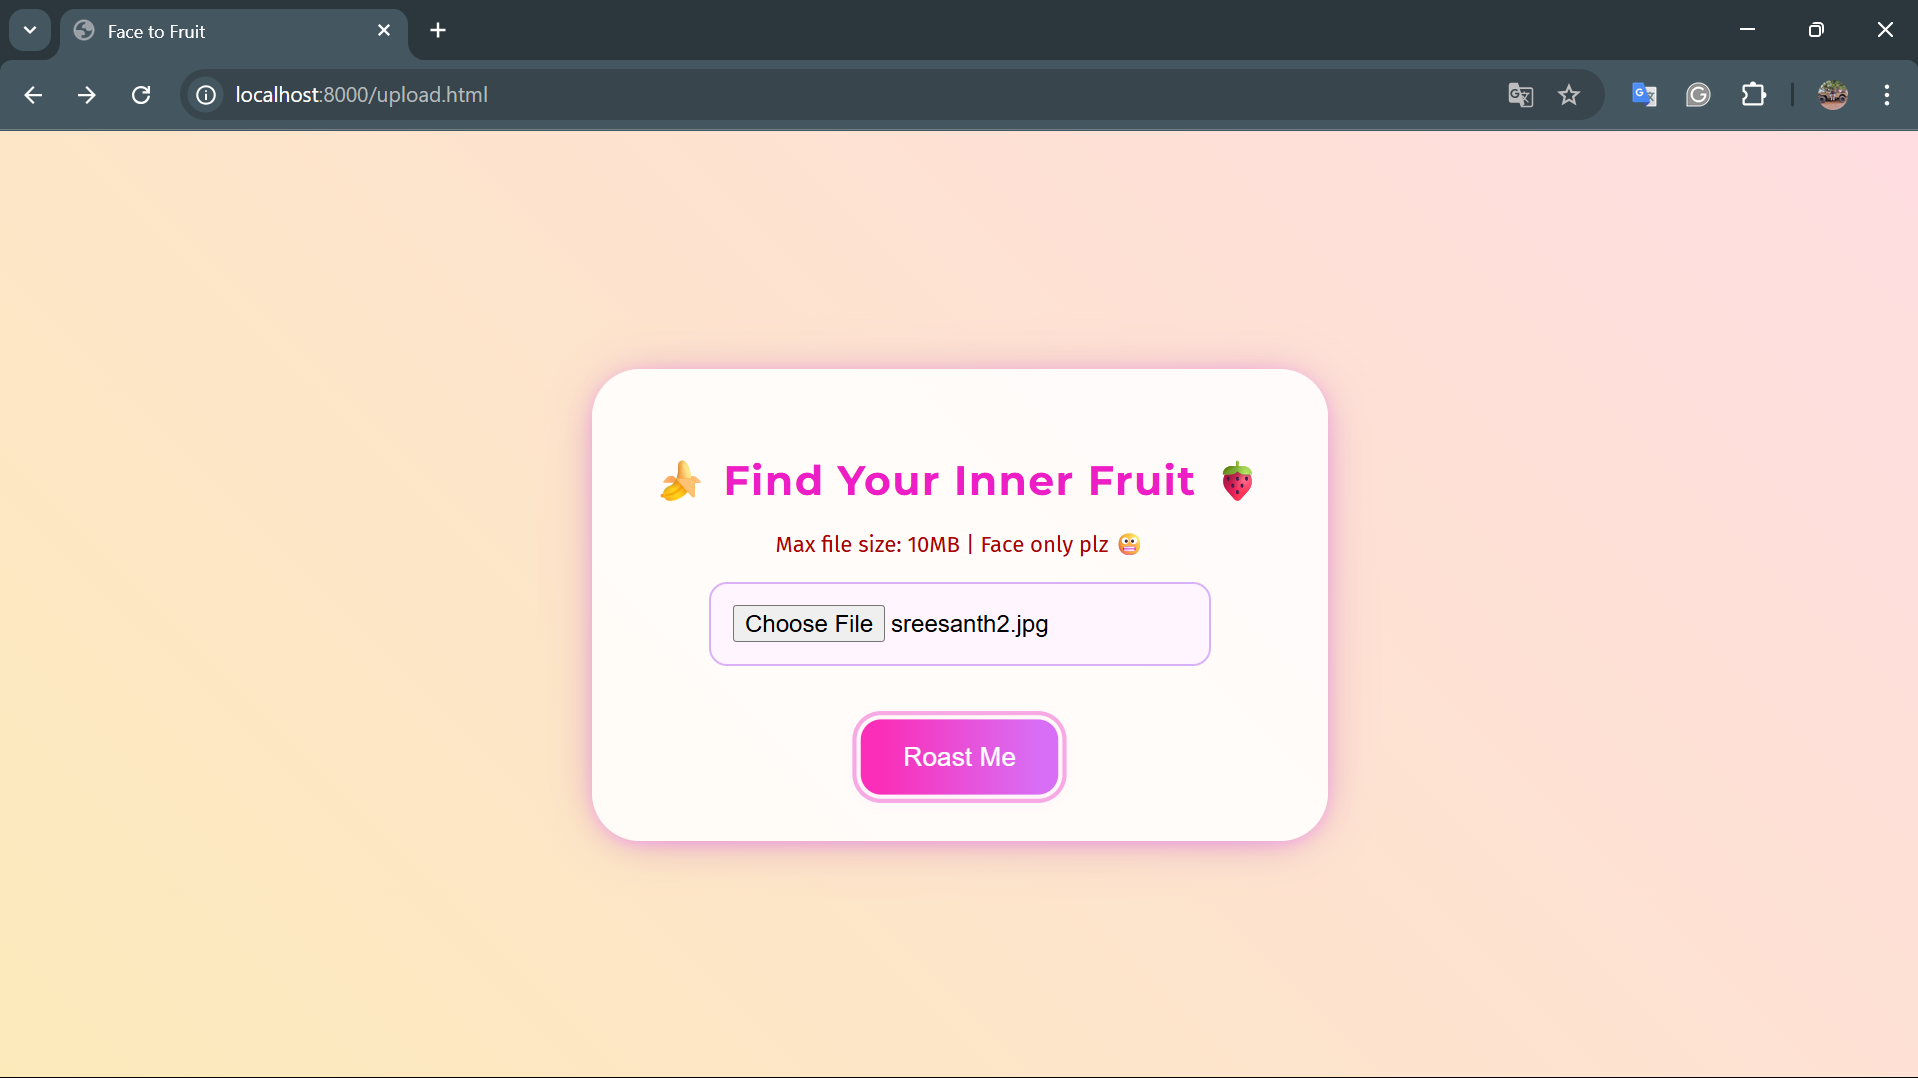 Face to Fruit
localhost:8000/upload.html
🍌 Find Your Inner Fruit 🍓
Max file size: 10MB | Face only plz 😬
Choose File sreesanth2.jpg
Roast Me